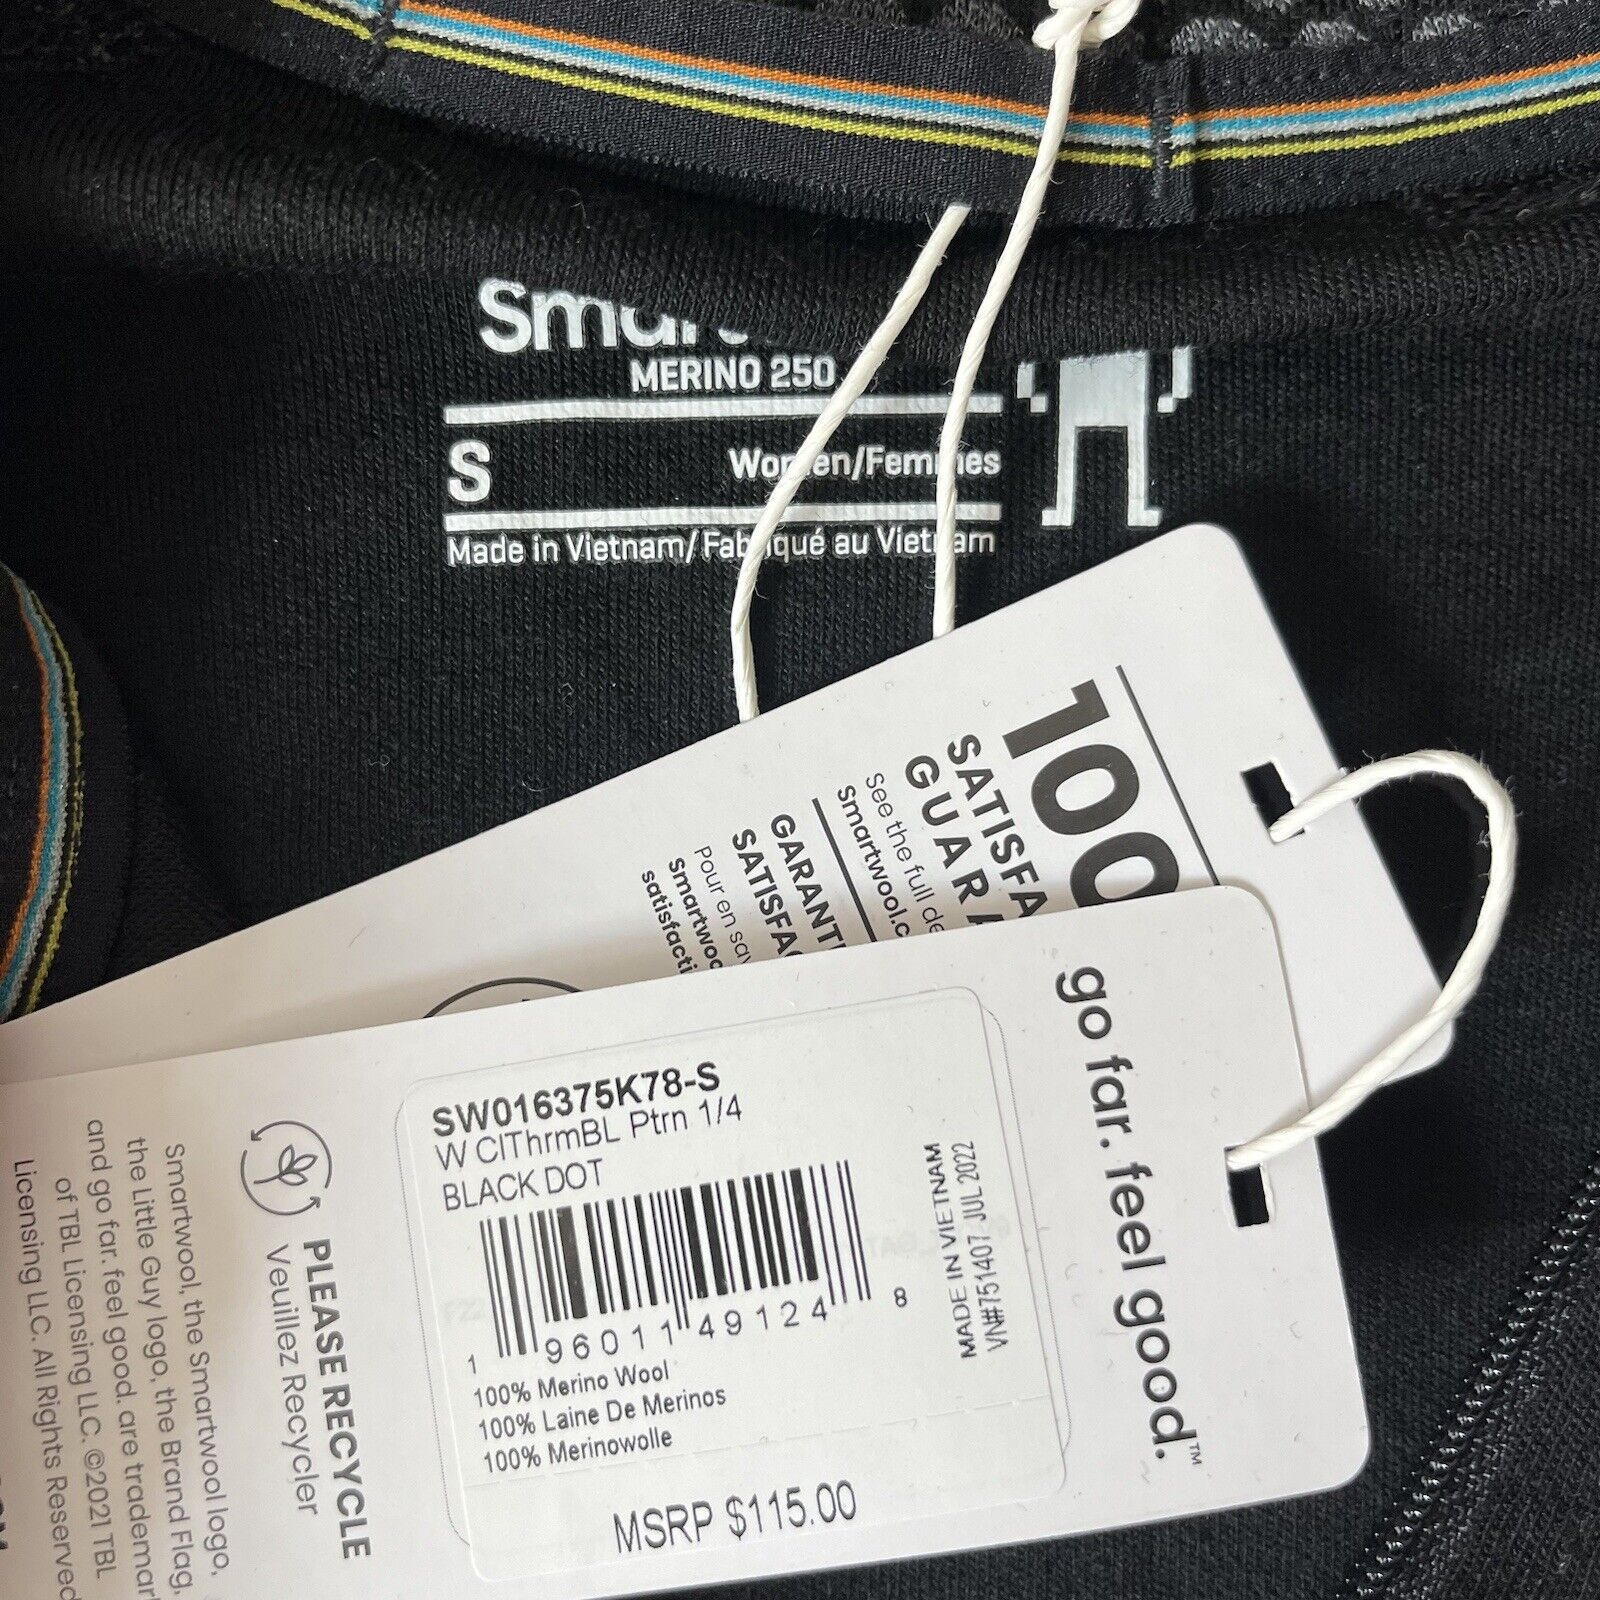 MERINO 250
S
Women/Femmes
Made in Vietnam/Fabriqué au Vietnam
100
SATISFA
GUARA
See the full de
Smartwool.c
GARANTI
SATISFA
Pour en sav
Smartwoo
satisfacti
go far. feel good.™
SW016375K78-S
W ClThrmBL Ptrn 1/4
BLACK DOT
1 96011 49124 8
100% Merino Wool
100% Laine De Merinos
100% Merinowolle
MADE IN VIETNAM
VN#751407 JUL 2022
MSRP $115.00
PLEASE RECYCLE
Veuillez Recycler
Smartwool, the Smartwool logo,
the Little Guy logo, the Brand Flag,
and go far. feel good. are trademar
of TBL Licensing LLC. ©2021 TBL
Licensing LLC. All Rights Reserved